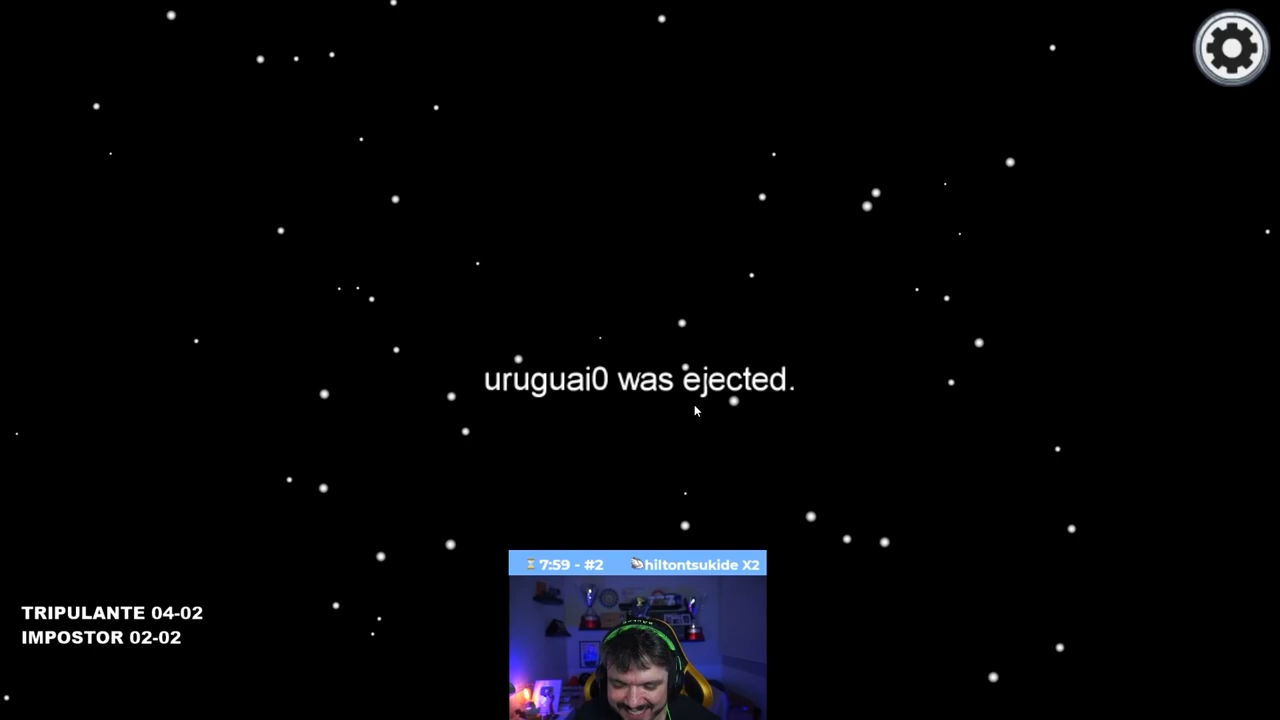 uruguai0 was ejected.
7:59 - #2 hiltontsukide X2
TRIPULANTE 04-02
IMPOSTOR 02-02